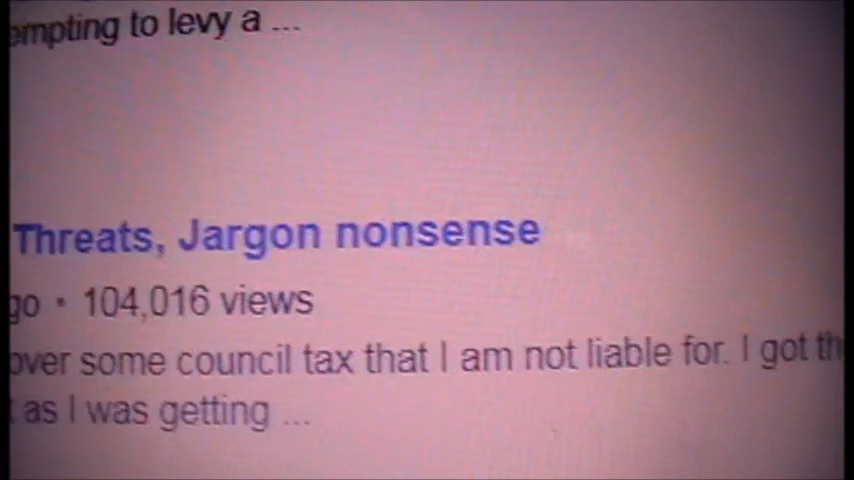 empting to levy a ...
Threats, Jargon nonsense
go • 104,016 views
over some council tax that I am not liable for. I got th
as I was getting ...